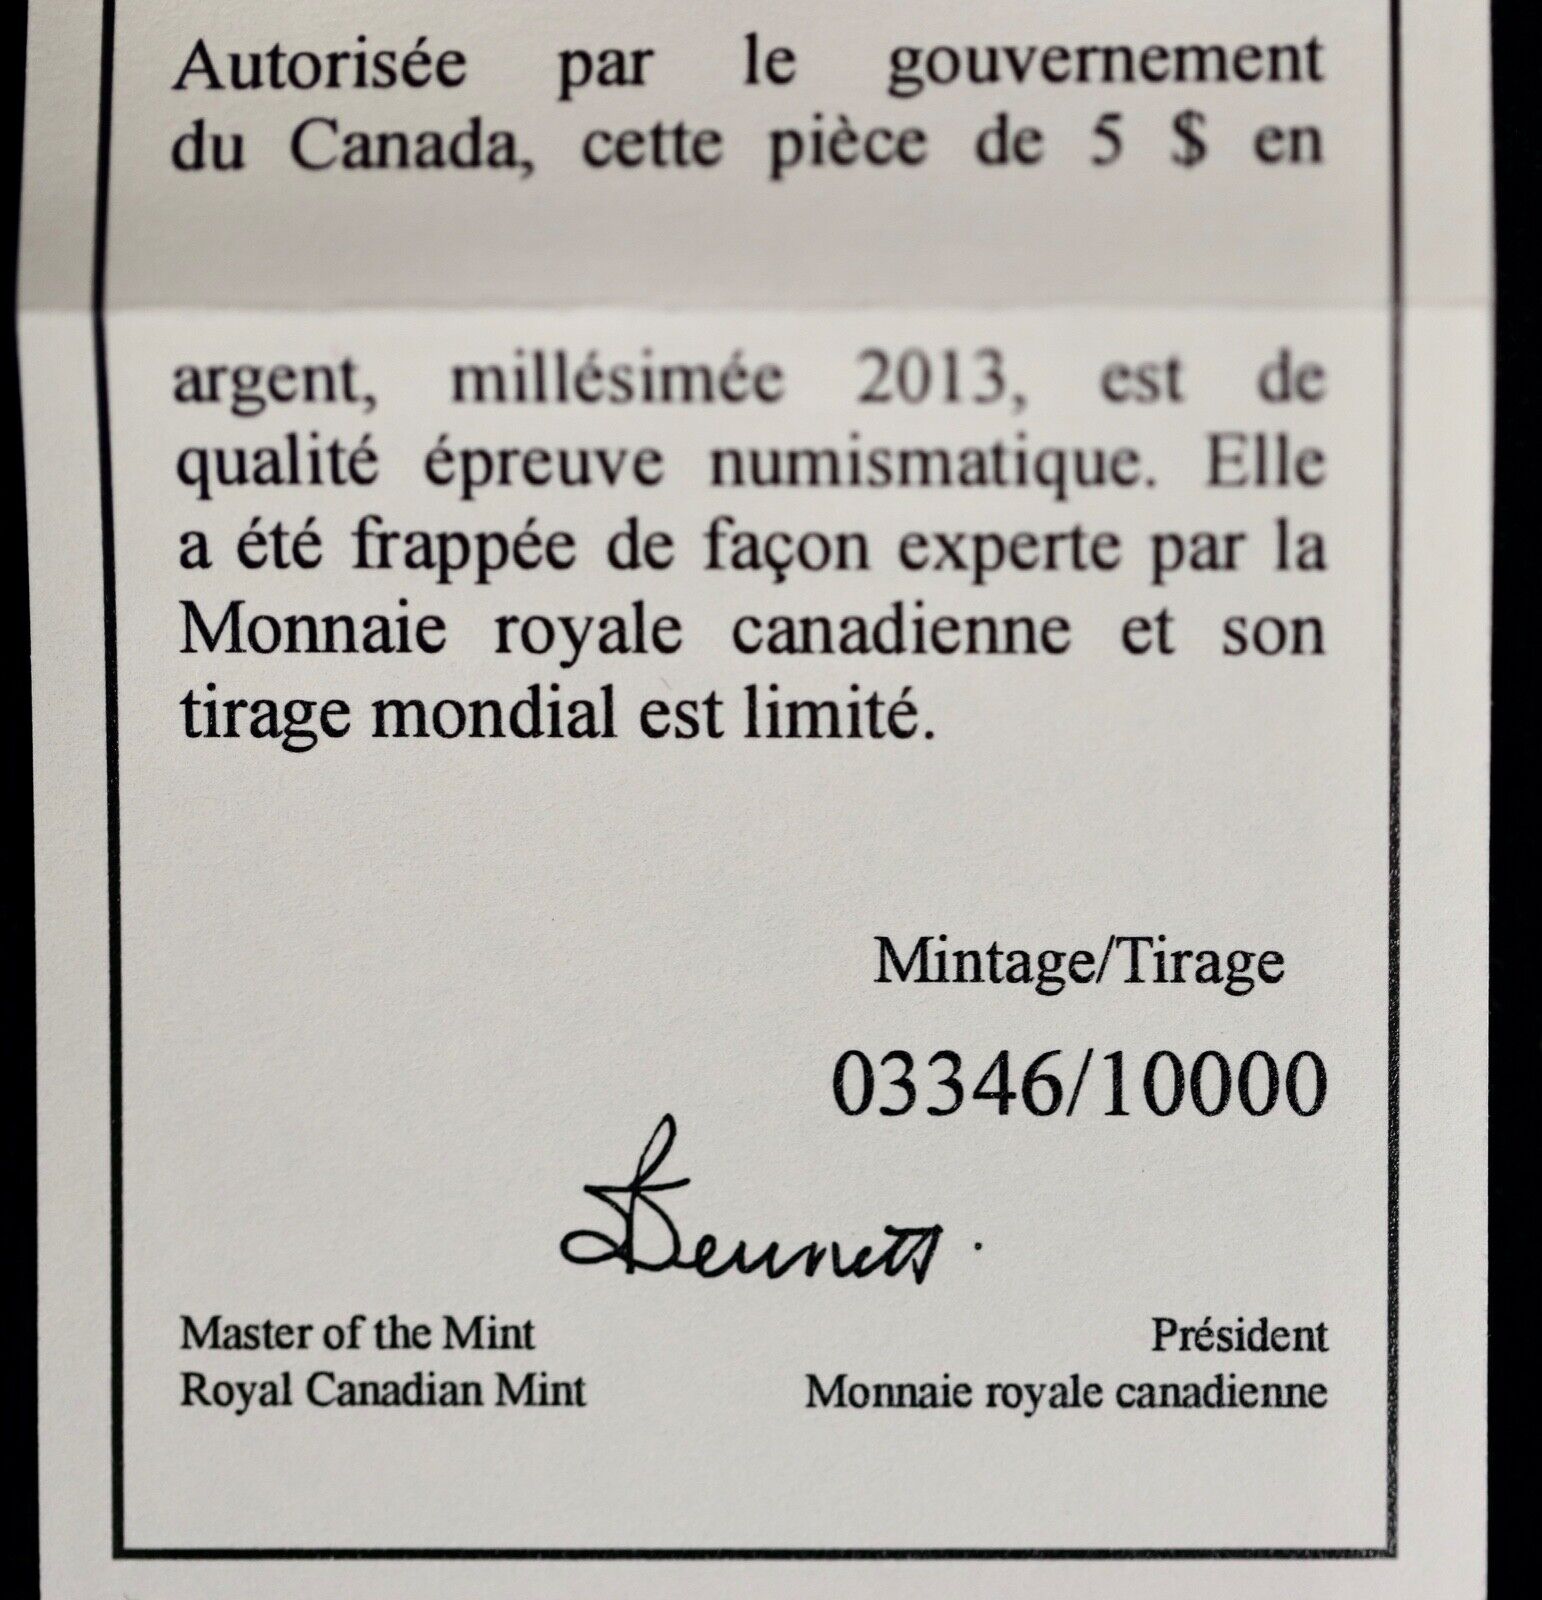 Autorisée par le gouvernement
du Canada, cette pièce de 5 $ en
argent, millésimée 2013, est de
qualité épreuve numismatique. Elle
a été frappée de façon experte par la
Monnaie royale canadienne et son
tirage mondial est limité.
Mintage/Tirage
03346/10000
Bennett
Master of the Mint
Royal Canadian Mint
Président
Monnaie royale canadienne